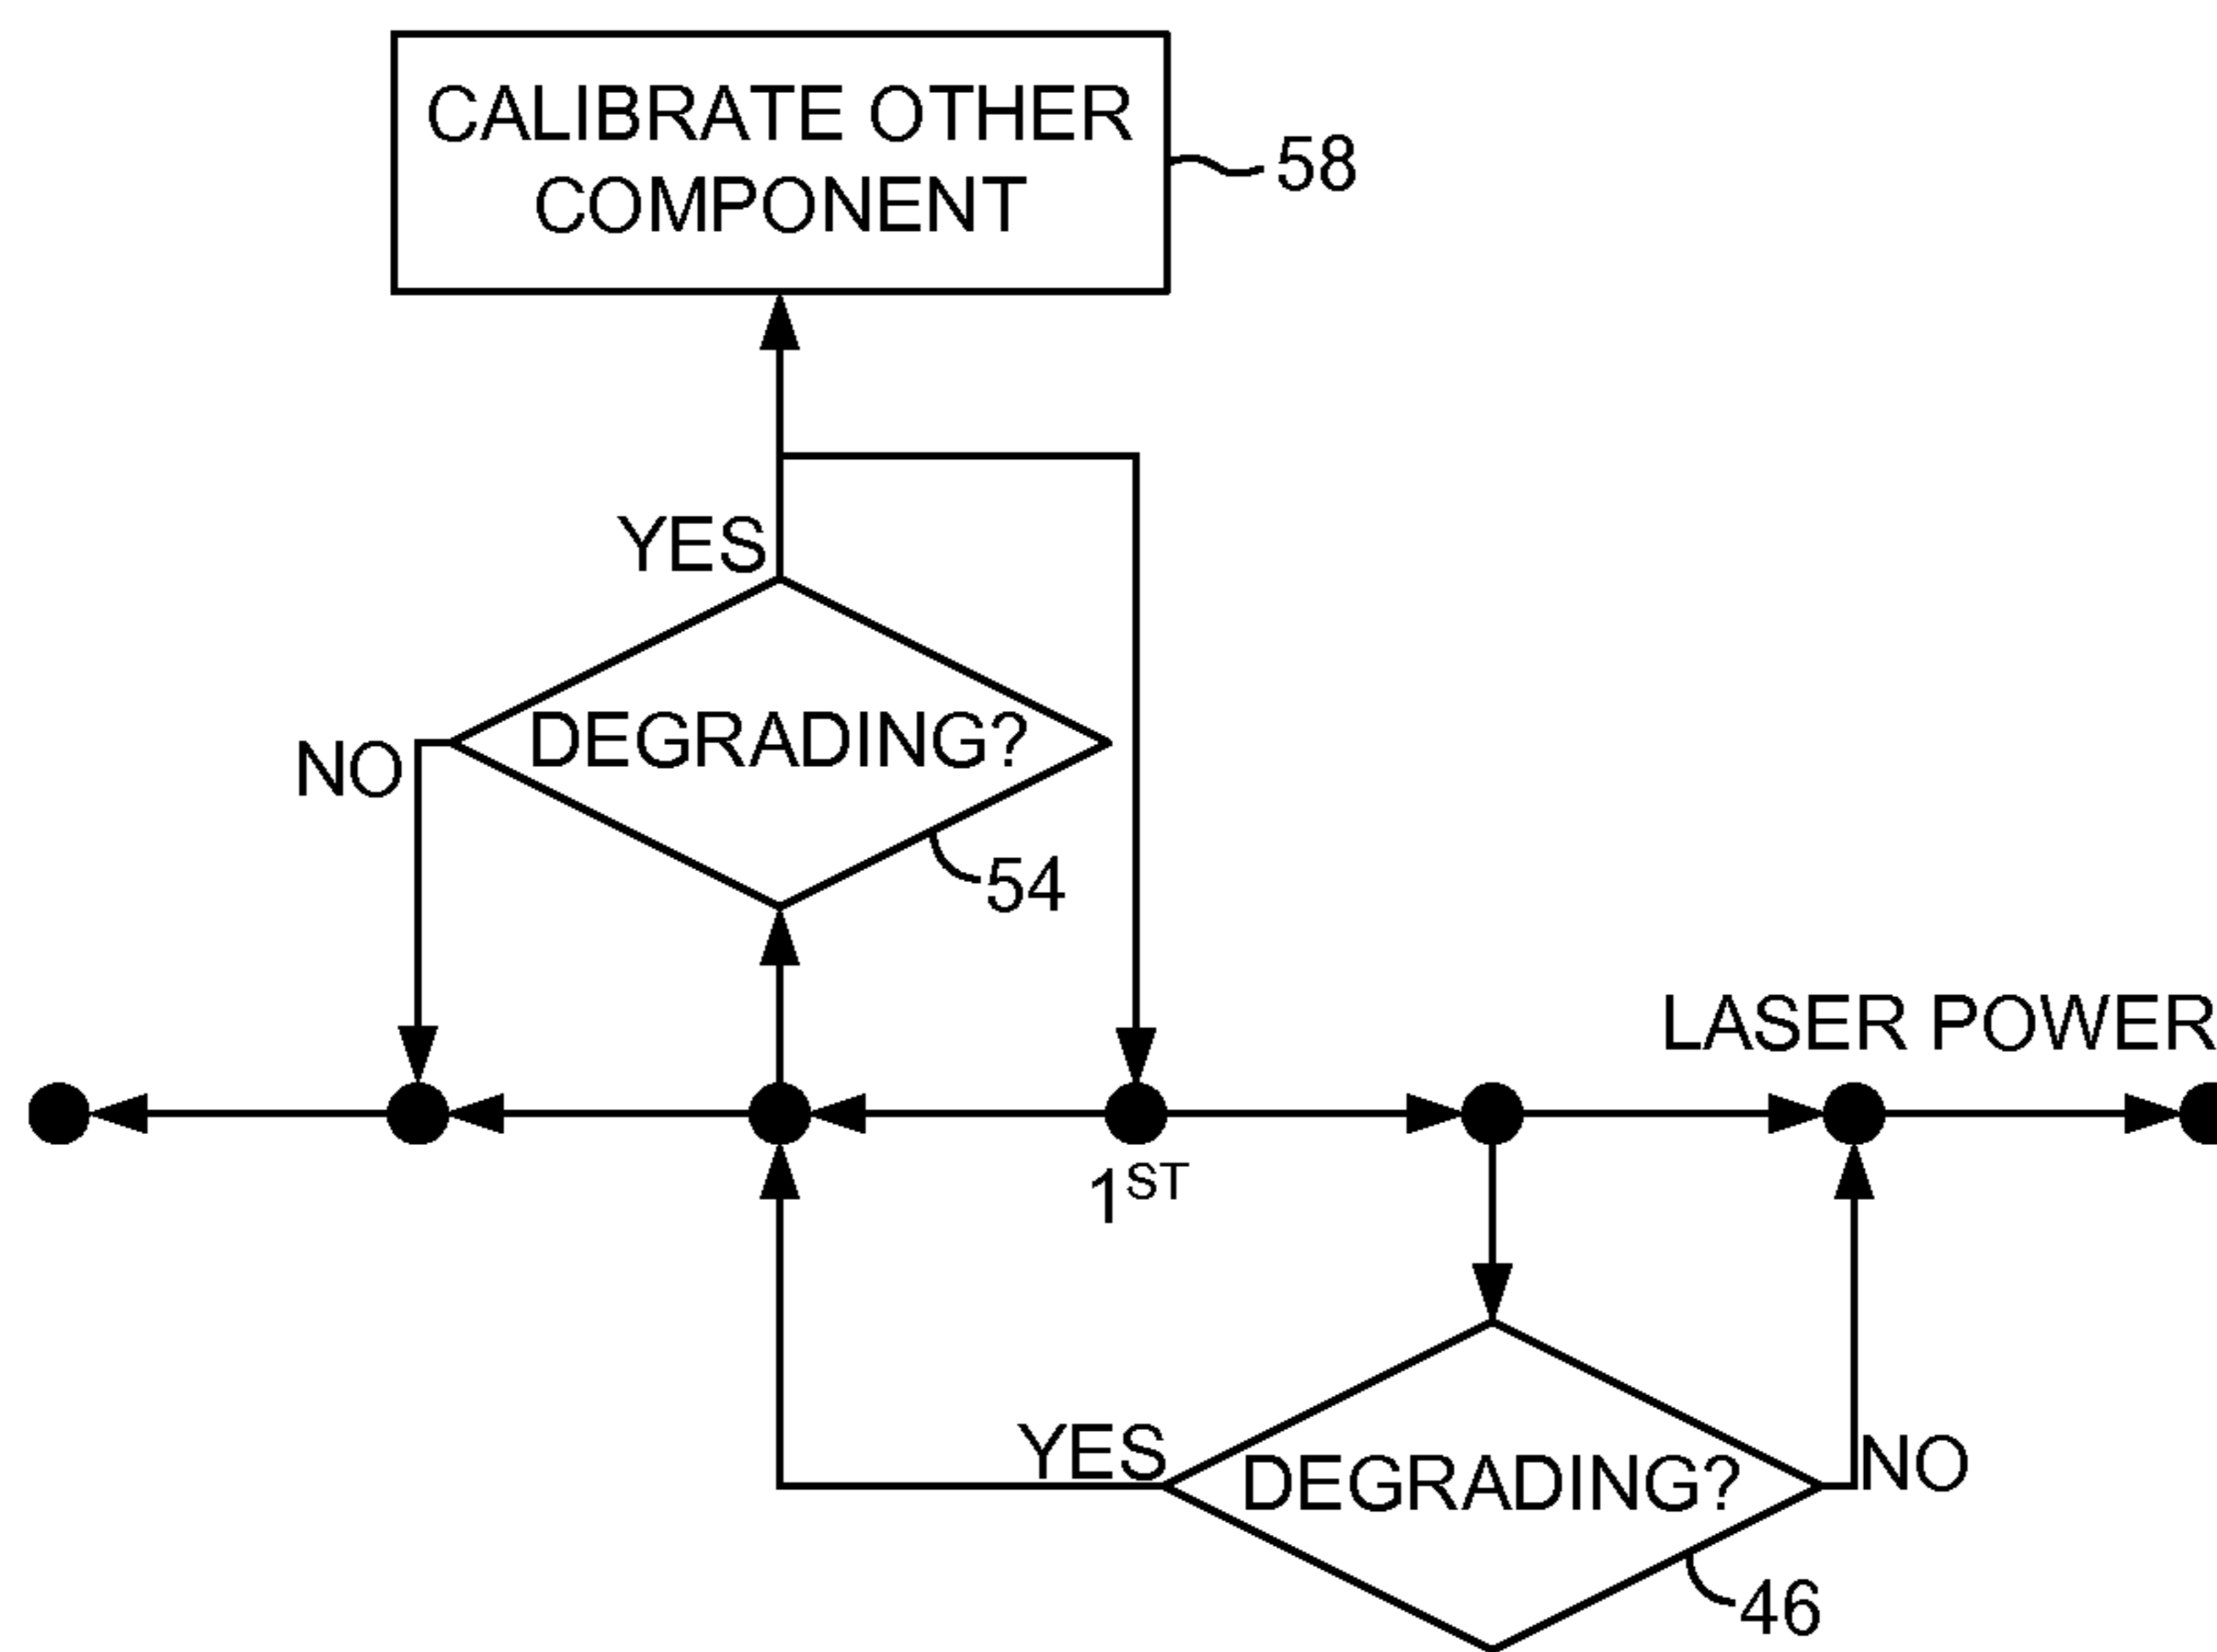 CALIBRATE OTHER
COMPONENT
58
YES
DEGRADING?
NO
54
LASER POWER
1ST
YES
DEGRADING?
NO
46